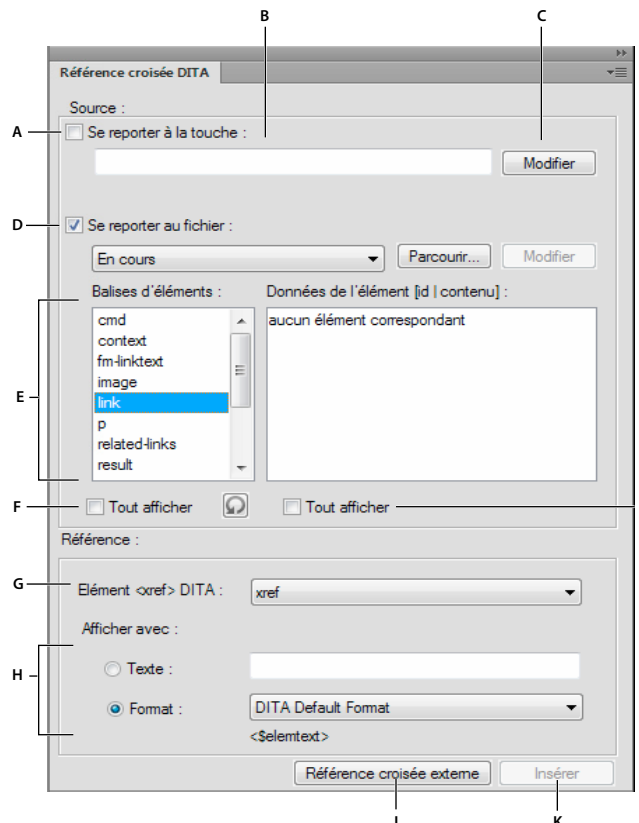 B
C
Référence croisée DITA
Source :
A
Se reporter à la touche :
Modifier
D
Se reporter au fichier :
En cours
Parcourir...
Modifier
Balises d'éléments :
Données de l'élément [id | contenu] :
cmd
context
fm-linktext
image
link
p
related-links
result
aucun élément correspondant
E
F
Tout afficher
Tout afficher
Référence :
G
Elément <xref> DITA :
xref
Afficher avec :
H
Texte :
Format :
DITA Default Format
<$elemtext>
Référence croisée externe
Insérer
K